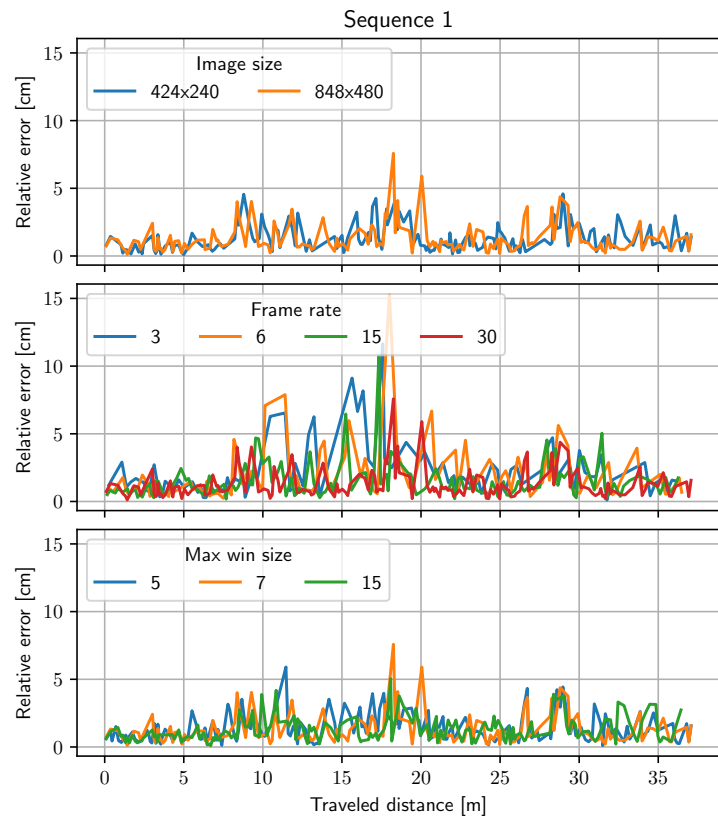 Sequence 1
Relative error [cm]
15
10
5
0
Image size
424x240 848x480
Relative error [cm]
15
10
5
0
Frame rate
3 6 15 30
Relative error [cm]
15
10
5
0
Max win size
5 7 15
0 5 10 15 20 25 30 35
Traveled distance [m]